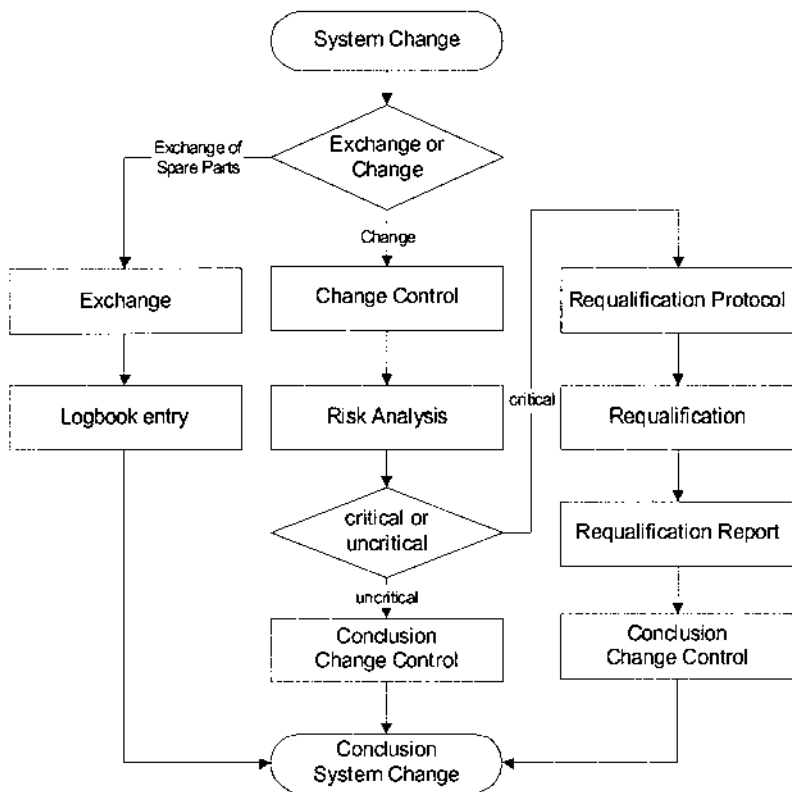 System Change
Exchange or
Change
Exchange of
Spare Parts
Change
Exchange
Change Control
Requalification Protocol
Logbook entry
Risk Analysis
critical
Requalification
critical or
uncritical
Requalification Report
uncritical
Conclusion
Change Control
Conclusion
Change Control
Conclusion
System Change